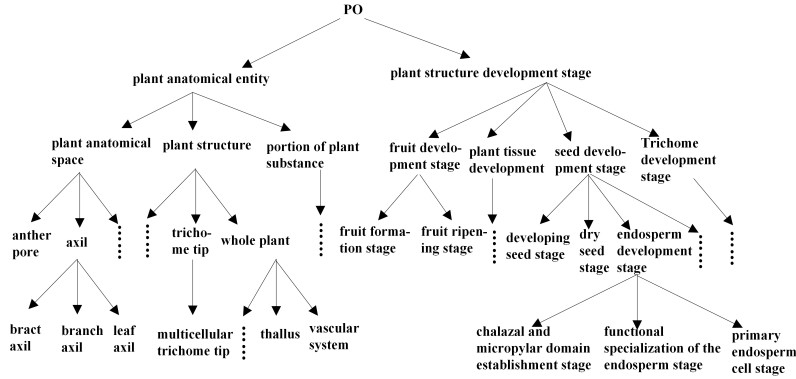 PO
plant anatomical entity
plant structure development stage
plant anatomical
space
plant structure
portion of plant
substance
fruit develo-
pment stage
plant tissue
development
seed develo-
pment stage
Trichome
development
stage
anther
pore
axil
tricho-
me tip
whole plant
fruit forma-
tion stage
fruit ripen-
ing stage
developing
seed stage
dry
seed
stage
endosperm
development
stage
bract
axil
branch
axil
leaf
axil
multicellular
trichome tip
thallus
vascular
system
chalazal and
micropylar domain
establishment stage
functional
specialization of the
endosperm stage
primary
endosperm
cell stage